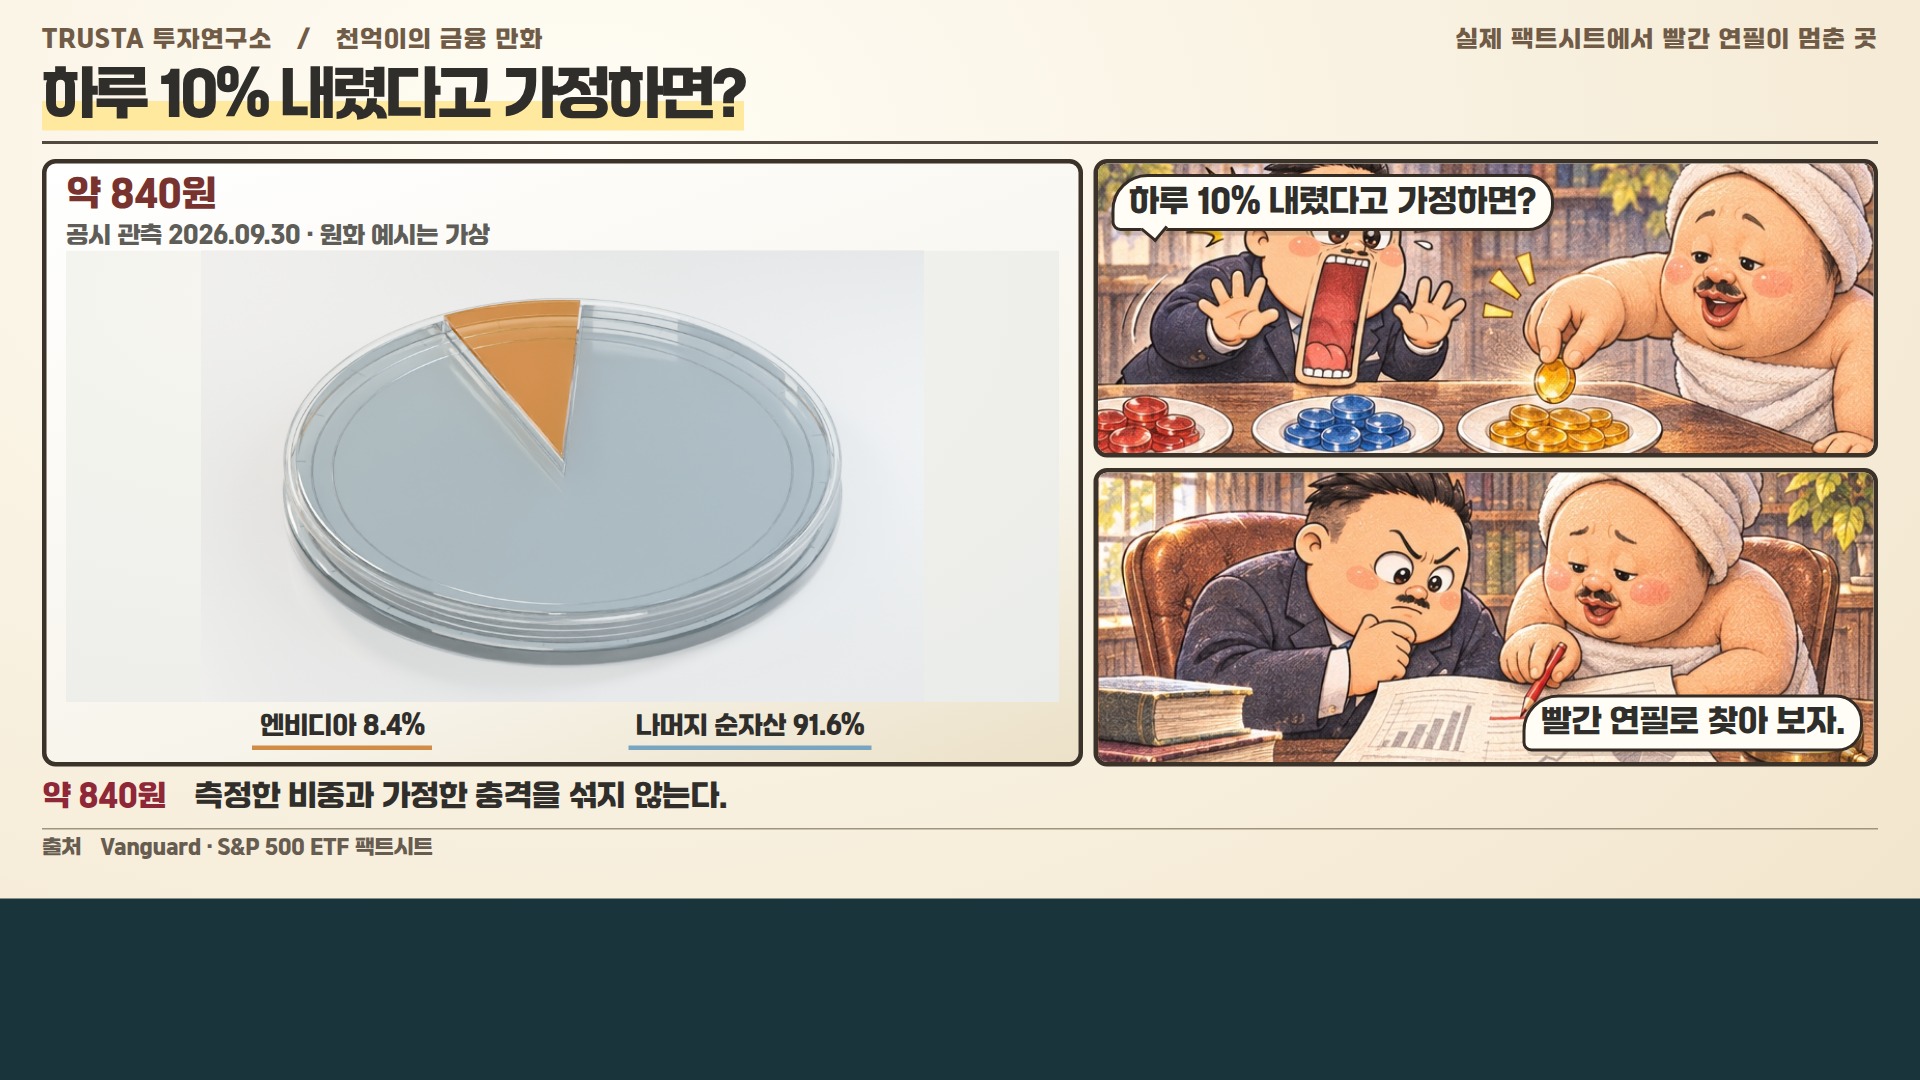 TRUSTA 투자연구소 / 천억이의 금융 만화
실제 팩트시트에서 빨간 연필이 멈춘 곳
하루 10% 내렸다고 가정하면?
약 840원
공시 관측 2026.09.30 · 원화 예시는 가상
엔비디아 8.4%
나머지 순자산 91.6%
하루 10% 내렸다고 가정하면?
빨간 연필로 찾아 보자.
약 840원 측정한 비중과 가정한 충격을 섞지 않는다.
출처 Vanguard · S&P 500 ETF 팩트시트